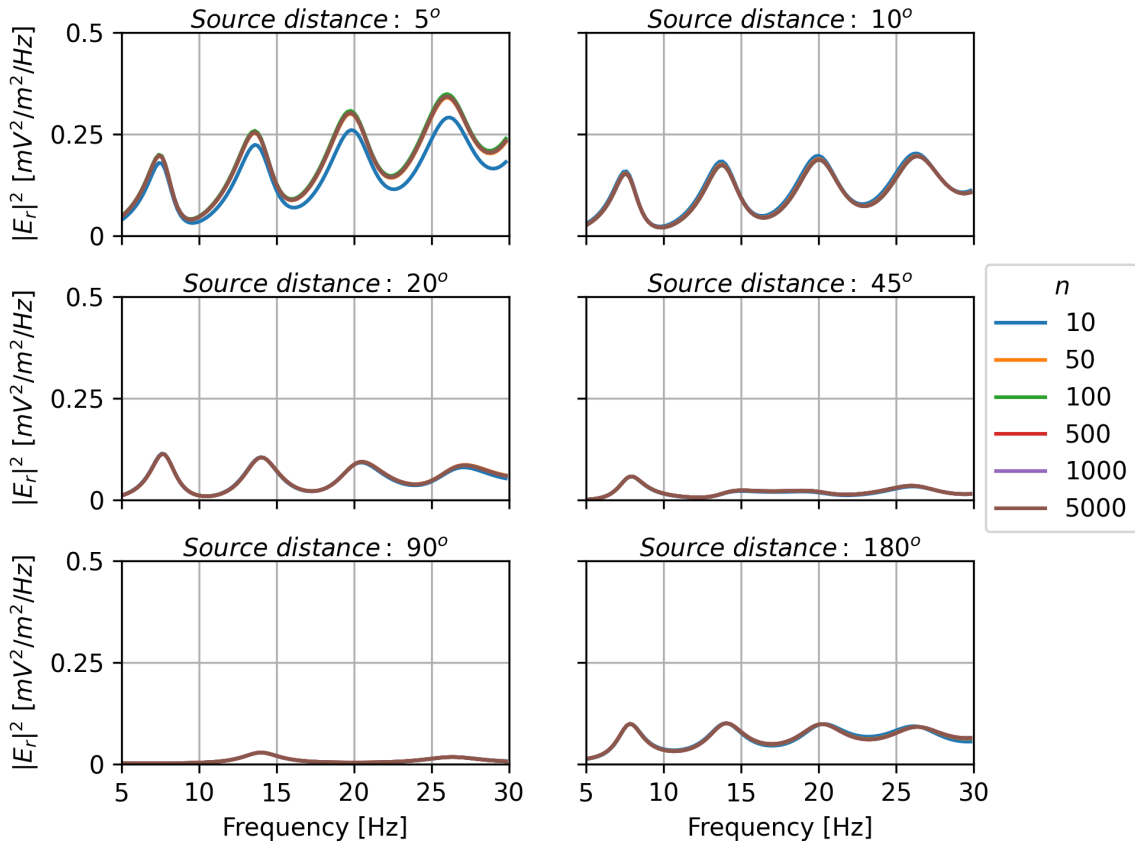 Source distance: 5°
0.5
0.25
0
|E_r|² [mV²/m²/Hz]
Source distance: 10°
Source distance: 20°
0.5
0.25
0
|E_r|² [mV²/m²/Hz]
Source distance: 45°
n
10
50
100
500
1000
5000
Source distance: 90°
0.5
0.25
0
|E_r|² [mV²/m²/Hz]
5 10 15 20 25 30
Frequency [Hz]
Source distance: 180°
5 10 15 20 25 30
Frequency [Hz]